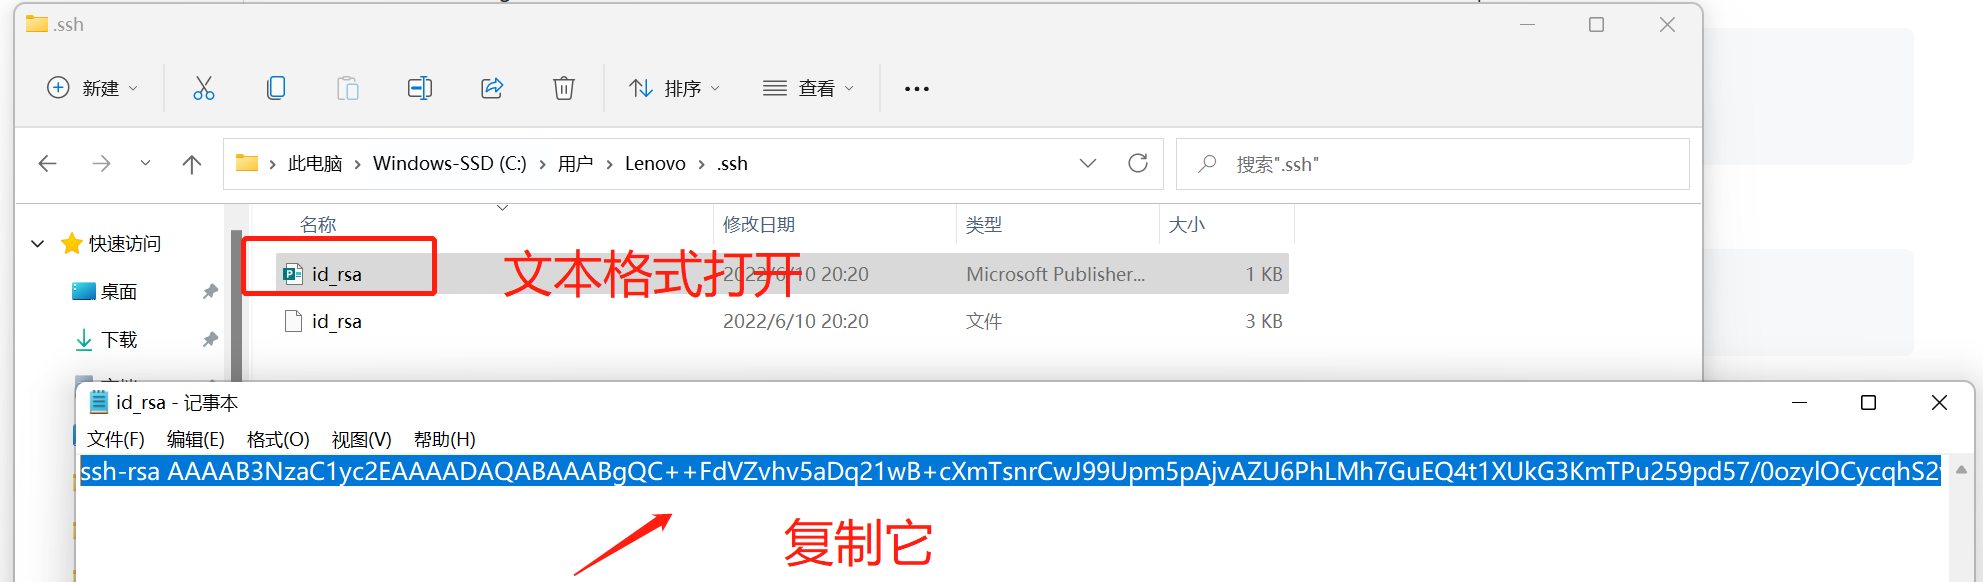 .ssh
新建
排序
查看
此电脑 > Windows-SSD (C:) > 用户 > Lenovo > .ssh
搜索".ssh"
名称 修改日期 类型 大小
快速访问
id_rsa 2022/6/10 20:20 Microsoft Publisher... 1 KB
文本格式打开
桌面
id_rsa 2022/6/10 20:20 文件 3 KB
下载
id_rsa - 记事本
文件(F) 编辑(E) 格式(O) 视图(V) 帮助(H)
ssh-rsa AAAAB3NzaC1yc2EAAAADAQABAAABgQC++FdVZvhv5aDq21wB+cXmTsnrCwJ99Upm5pAjvAZU6PhLMh7GuEQ4t1XUkG3KmTPu259pd57/0ozylOCycqhS2
复制它